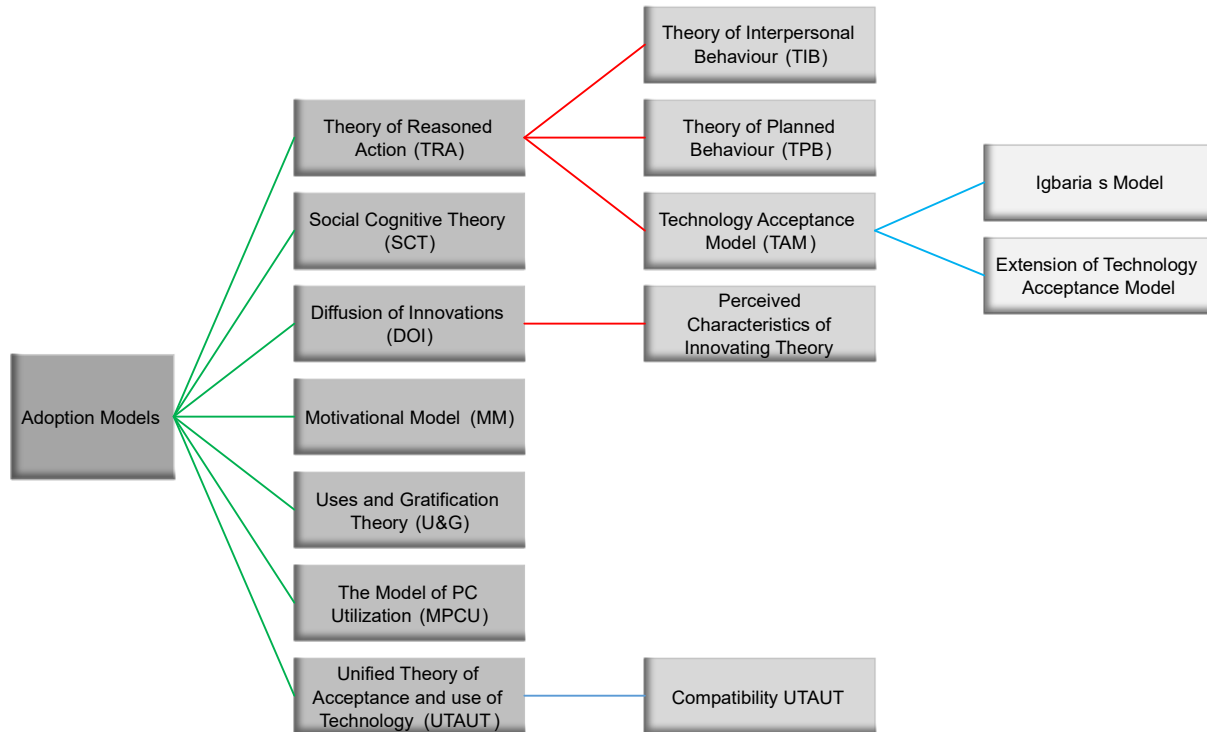 Adoption Models
Theory of Reasoned
Action (TRA)
Social Cognitive Theory
(SCT)
Diffusion of Innovations
(DOI)
Motivational Model (MM)
Uses and Gratification
Theory (U&G)
The Model of PC
Utilization (MPCU)
Unified Theory of
Acceptance and use of
Technology (UTAUT)
Theory of Interpersonal
Behaviour (TIB)
Theory of Planned
Behaviour (TPB)
Technology Acceptance
Model (TAM)
Perceived
Characteristics of
Innovating Theory
Compatibility UTAUT
Igbaria s Model
Extension of Technology
Acceptance Model